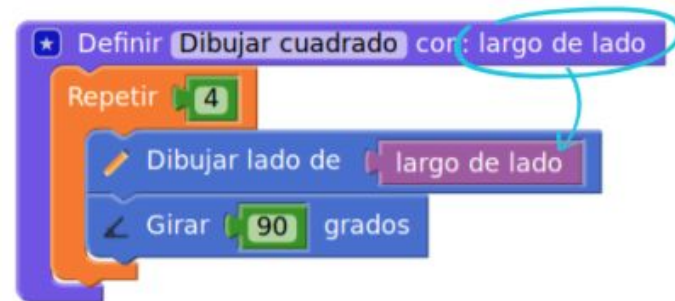 Definir Dibujar cuadrado con: largo de lado
Repetir 4
Dibujar lado de largo de lado
Girar 90 grados